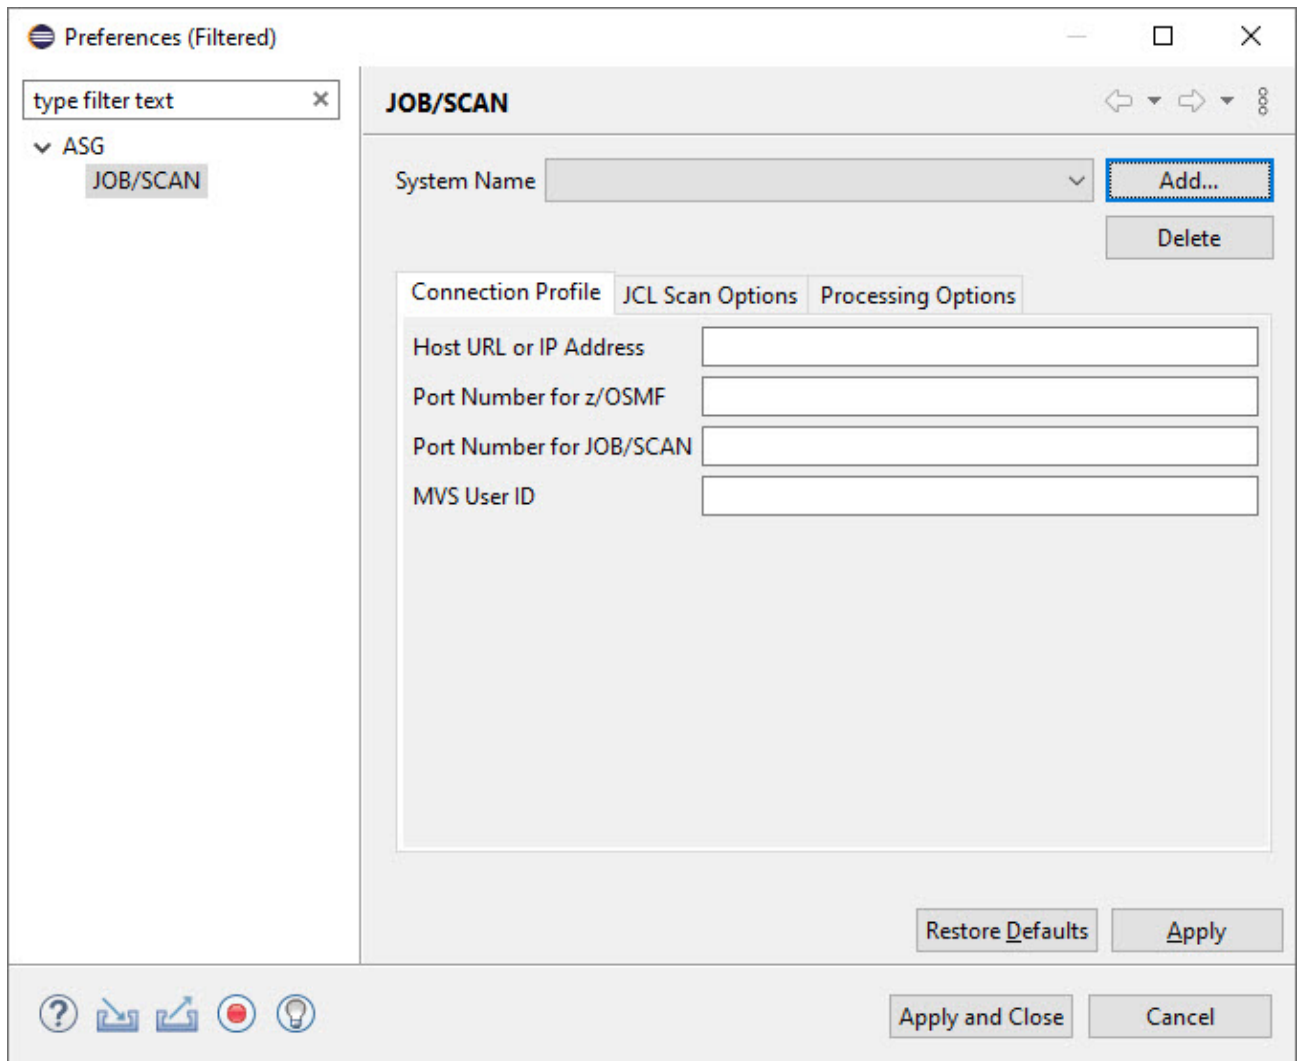 Preferences (Filtered)
type filter text
ASG
JOB/SCAN
JOB/SCAN
System Name
Add...
Delete
Connection Profile JCL Scan Options Processing Options
Host URL or IP Address
Port Number for z/OSMF
Port Number for JOB/SCAN
MVS User ID
Restore Defaults Apply
? Apply and Close Cancel